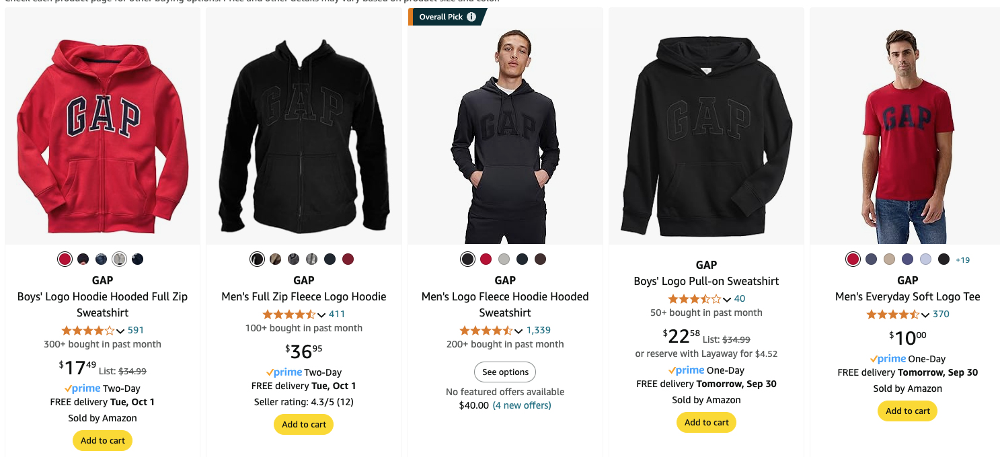 Check each product page for other buying options. Price and other details may vary based on product size and color.
Overall Pick
GAP
GAP
GAP
GAP
GAP
GAP
Boys' Logo Hoodie Hooded Full Zip
Sweatshirt
591
300+ bought in past month
$17.49 List: $34.99
prime Two-Day
FREE delivery Tue, Oct 1
Sold by Amazon
Add to cart
GAP
Men's Full Zip Fleece Logo Hoodie
411
100+ bought in past month
$36.95
prime Two-Day
FREE delivery Tue, Oct 1
Seller rating: 4.3/5 (12)
Add to cart
GAP
Men's Logo Fleece Hoodie Hooded
Sweatshirt
1,339
200+ bought in past month
See options
No featured offers available
$40.00 (4 new offers)
GAP
Boys' Logo Pull-on Sweatshirt
40
50+ bought in past month
$22.58 List: $34.99
or reserve with Layaway for $4.52
prime One-Day
FREE delivery Tomorrow, Sep 30
Sold by Amazon
Add to cart
+19
GAP
Men's Everyday Soft Logo Tee
370
$10.00
prime One-Day
FREE delivery Tomorrow, Sep 30
Sold by Amazon
Add to cart